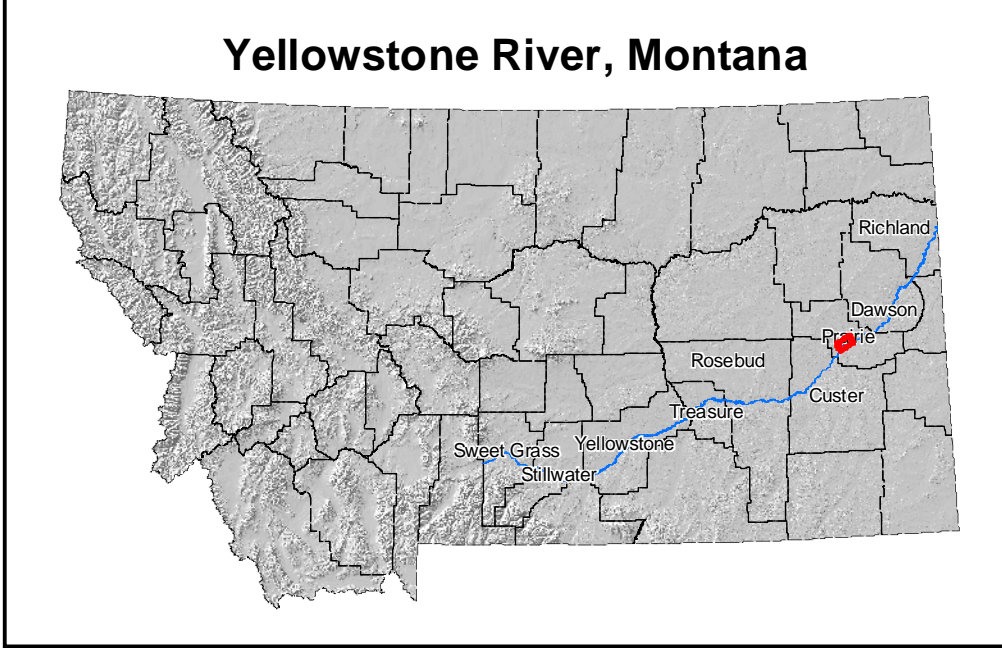 Yellowstone River, Montana
Richland
Dawson
Prairie
Rosebud
Custer
Treasure
Yellowstone
Sweet Grass
Stillwater